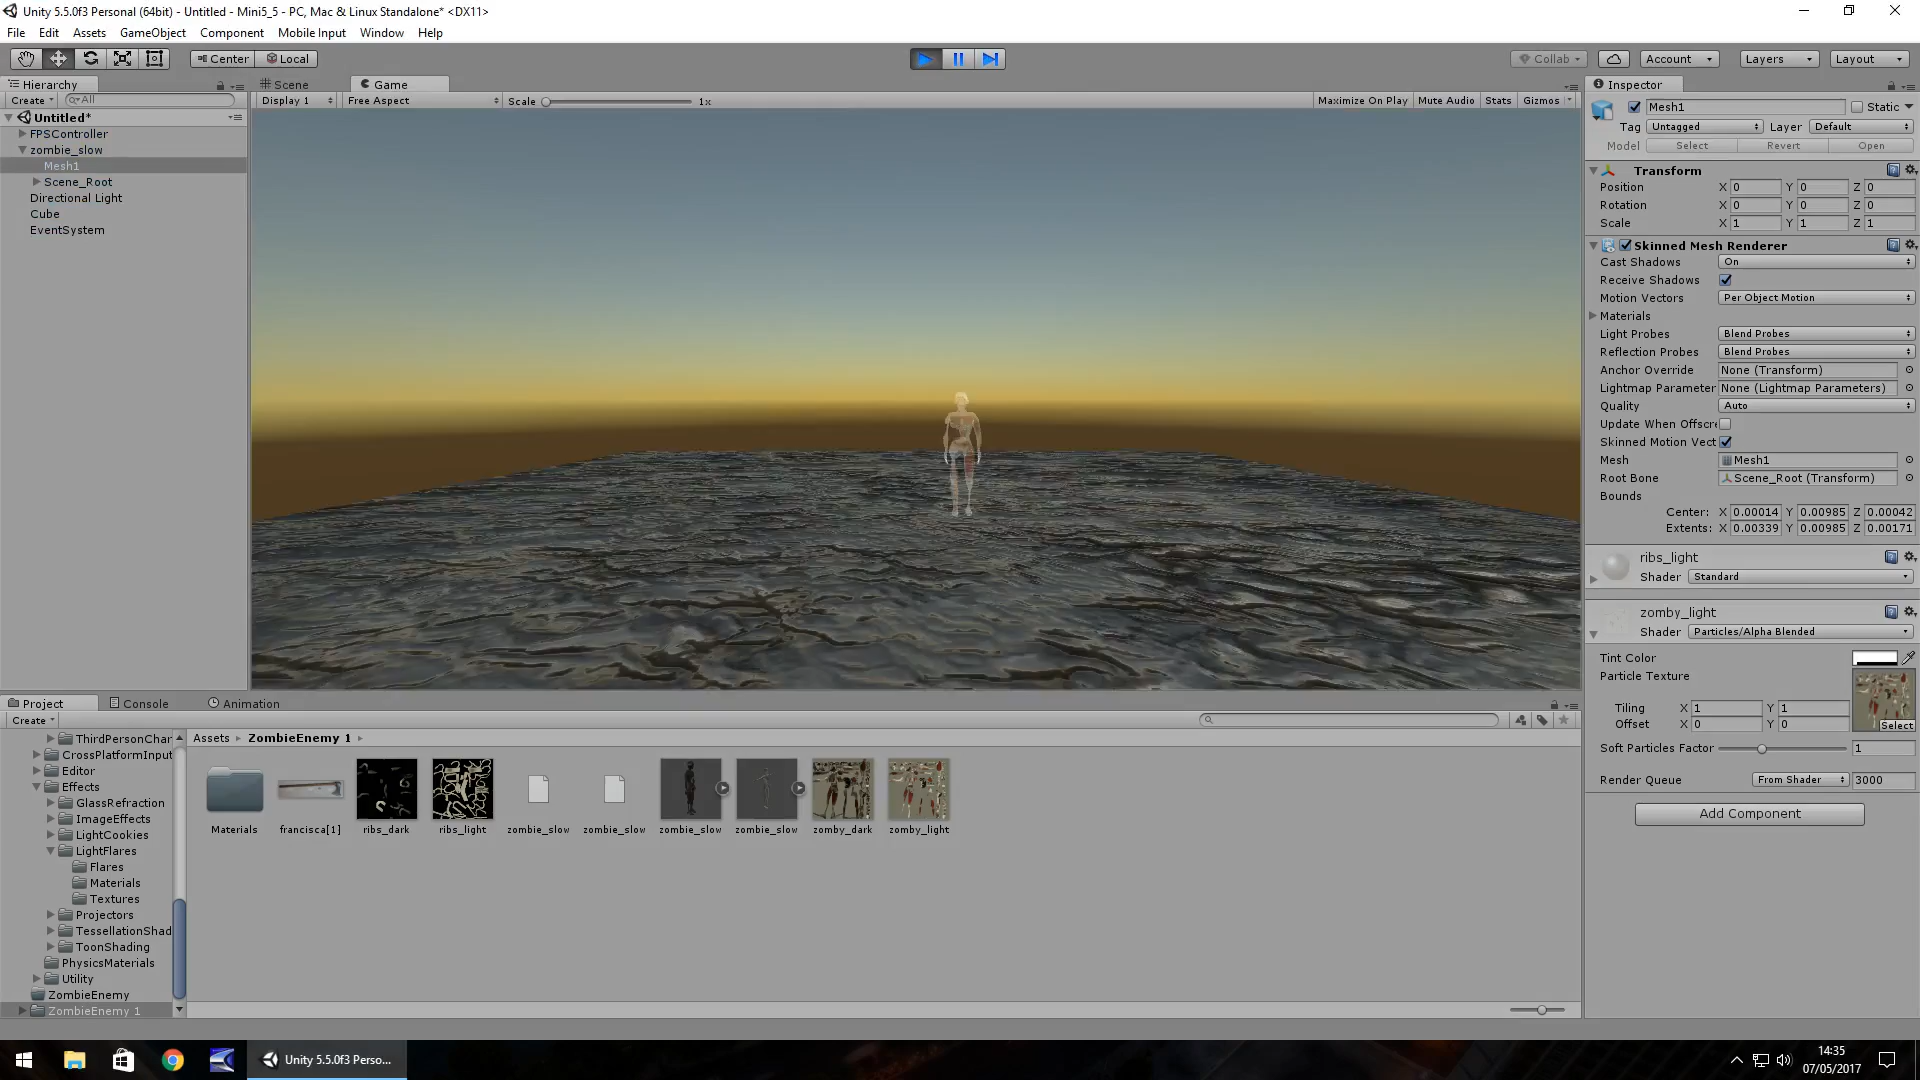 Unity 5.5.0f3 Personal (64bit) - Untitled - Mini5_5 - PC, Mac & Linux Standalone* <DX11>
File Edit Assets GameObject Component Mobile Input Window Help
Center Local
Collab Account Layers Layout
Hierarchy
Create All
Untitled*
FPSController
zombie_slow
Mesh1
Scene_Root
Directional Light
Cube
EventSystem
Scene Game
Display 1 Free Aspect Scale 1x Maximize On Play Mute Audio Stats Gizmos
Inspector
Mesh1 Static
Tag Untagged Layer Default
Model Select Revert Open
Transform
Position X 0 Y 0 Z 0
Rotation X 0 Y 0 Z 0
Scale X 1 Y 1 Z 1
Skinned Mesh Renderer
Cast Shadows On
Receive Shadows
Motion Vectors Per Object Motion
Materials
Light Probes Blend Probes
Reflection Probes Blend Probes
Anchor Override None (Transform)
Lightmap Parameter None (Lightmap Parameters)
Quality Auto
Update When Offscr
Skinned Motion Vect
Mesh Mesh1
Root Bone Scene_Root (Transform)
Bounds
Center: X 0.00014 Y 0.00985 Z 0.00042
Extents: X 0.00339 Y 0.00985 Z 0.00171
ribs_light
Shader Standard
zomby_light
Shader Particles/Alpha Blended
Tint Color
Particle Texture
Tiling X 1 Y 1
Offset X 0 Y 0
Select
Soft Particles Factor 1
Render Queue From Shader 3000
Add Component
Project Console Animation
Create
ThirdPersonChar
CrossPlatformInput
Editor
Effects
GlassRefraction
ImageEffects
LightCookies
LightFlares
Flares
Materials
Textures
Projectors
TessellationShad
ToonShading
PhysicsMaterials
Utility
ZombieEnemy
ZombieEnemy 1
Assets ZombieEnemy 1
Materials francisca[1] ribs_dark ribs_light zombie_slow zombie_slow zombie_slow zombie_slow zomby_dark zomby_light
Unity 5.5.0f3 Perso...
14:35
07/05/2017